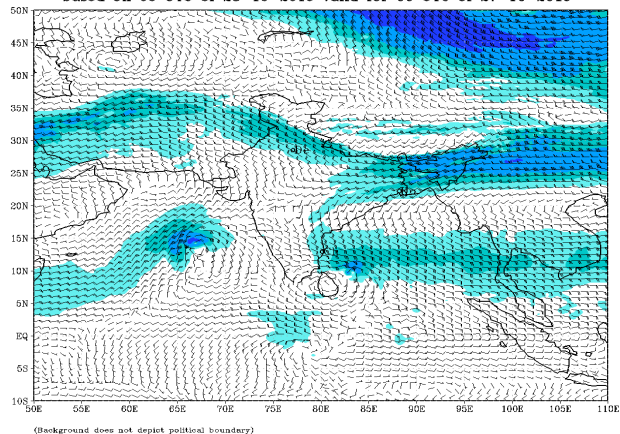 50N
45N
40N
35N
30N
25N
20N
15N
10N
5N
EQ
5S
10S
50E 55E 60E 65E 70E 75E 80E 85E 90E 95E 100E 105E 110E
(Background does not depict political boundary)